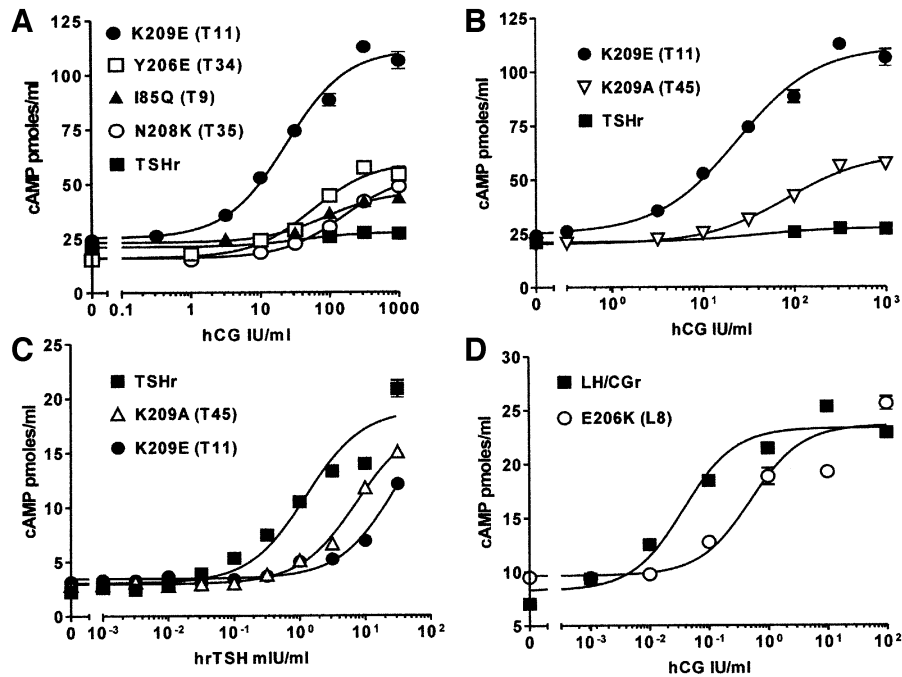 A
cAMP pmoles/ml
125
100
75
50
25
0
K209E (T11)
Y206E (T34)
I85Q (T9)
N208K (T35)
TSHr
0 0.1 1 10 100 1000
hCG IU/ml
B
cAMP pmoles/ml
125
100
75
50
25
0
K209E (T11)
K209A (T45)
TSHr
0 10⁰ 10¹ 10² 10³
hCG IU/ml
C
cAMP pmoles/ml
25
20
15
10
5
0
TSHr
K209A (T45)
K209E (T11)
0 10⁻³ 10⁻² 10⁻¹ 10⁰ 10¹ 10²
hrTSH mIU/ml
D
cAMP pmoles/ml
30
25
20
15
10
5
LH/CGr
E206K (L8)
0 10⁻³ 10⁻² 10⁻¹ 10⁰ 10¹ 10²
hCG IU/ml